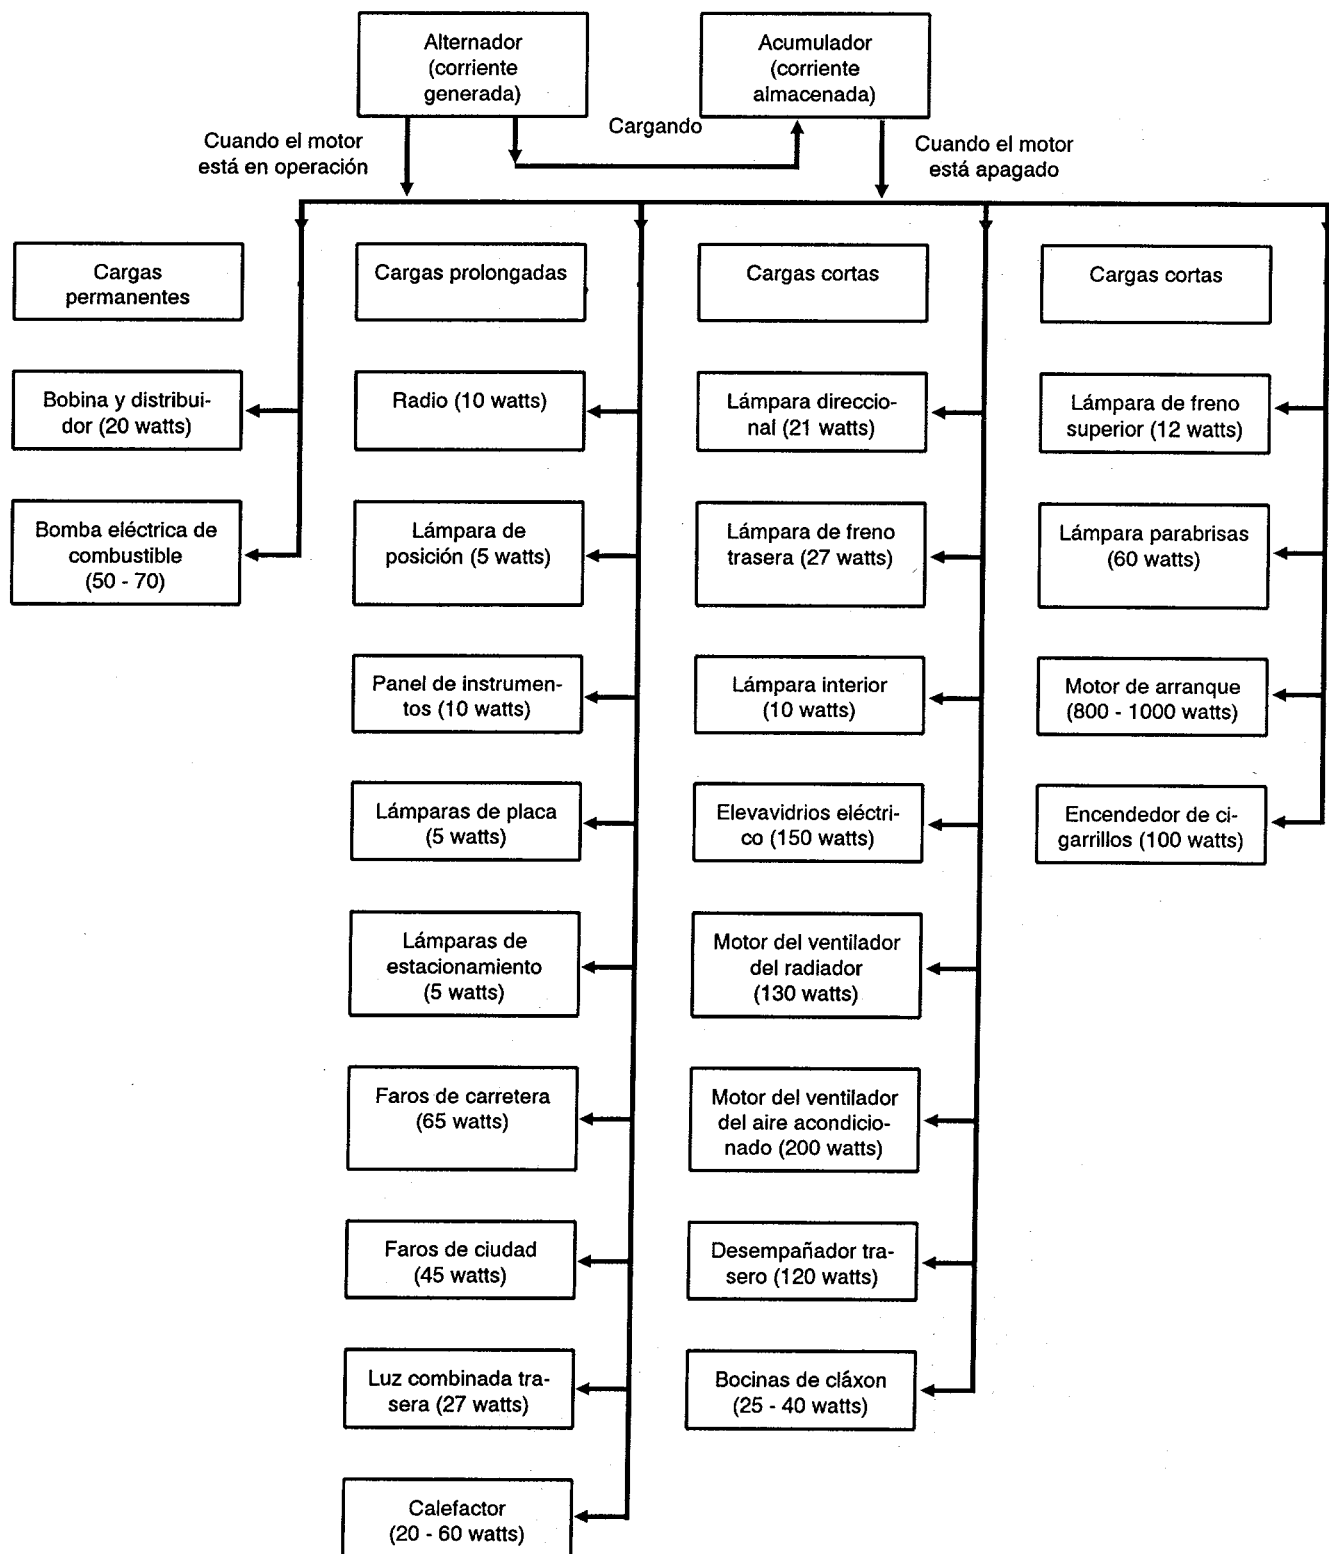 Alternador
(corriente
generada)
Acumulador
(corriente
almacenada)
Cuando el motor
está en operación
Cargando
Cuando el motor
está apagado
Cargas
permanentes
Bobina y distribui-
dor (20 watts)
Bomba eléctrica de
combustible
(50 - 70)
Cargas prolongadas
Radio (10 watts)
Lámpara de
posición (5 watts)
Panel de instrumen-
tos (10 watts)
Lámparas de placa
(5 watts)
Lámparas de
estacionamiento
(5 watts)
Faros de carretera
(65 watts)
Faros de ciudad
(45 watts)
Luz combinada tra-
sera (27 watts)
Calefactor
(20 - 60 watts)
Cargas cortas
Lámpara direccio-
nal (21 watts)
Lámpara de freno
trasera (27 watts)
Lámpara interior
(10 watts)
Elevavidrios eléctri-
co (150 watts)
Motor del ventilador
del radiador
(130 watts)
Motor del ventilador
del aire acondicio-
nado (200 watts)
Desempañador tra-
sero (120 watts)
Bocinas de cláxon
(25 - 40 watts)
Cargas cortas
Lámpara de freno
superior (12 watts)
Lámpara parabrisas
(60 watts)
Motor de arranque
(800 - 1000 watts)
Encendedor de ci-
garrillos (100 watts)